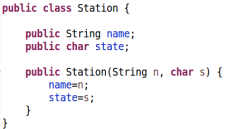 public class Station {
public String name;
public char state;
public Station(String n, char s) {
name=n;
state=s;
}
}